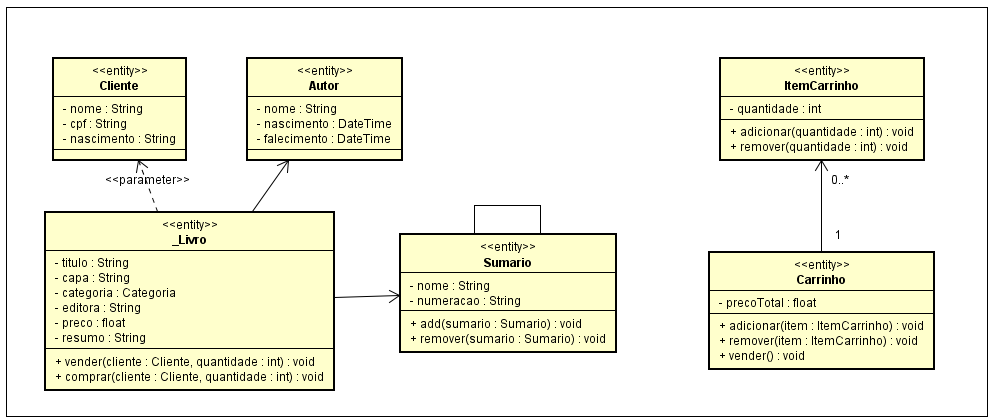 <<entity>>
Cliente
- nome : String
- cpf : String
- nascimento : String
<<entity>>
Autor
- nome : String
- nascimento : DateTime
- falecimento : DateTime
<<entity>>
ItemCarrinho
- quantidade : int
+ adicionar(quantidade : int) : void
+ remover(quantidade : int) : void
<<parameter>>
0..*
1
<<entity>>
_Livro
- titulo : String
- capa : String
- categoria : Categoria
- editora : String
- preco : float
- resumo : String
+ vender(cliente : Cliente, quantidade : int) : void
+ comprar(cliente : Cliente, quantidade : int) : void
<<entity>>
Sumario
- nome : String
- numeracao : String
+ add(sumario : Sumario) : void
+ remover(sumario : Sumario) : void
<<entity>>
Carrinho
- precoTotal : float
+ adicionar(item : ItemCarrinho) : void
+ remover(item : ItemCarrinho) : void
+ vender() : void